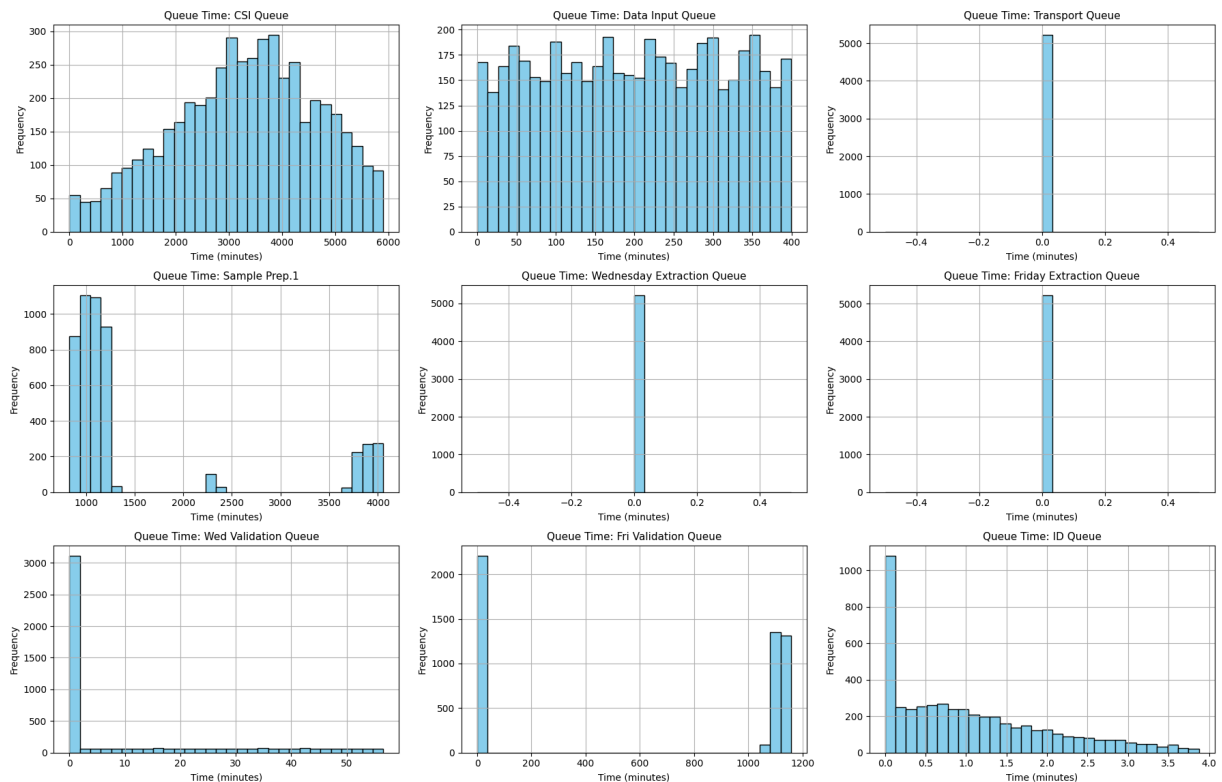 Queue Time: CSI Queue
300
250
200
150
100
50
0
Frequency
0 1000 2000 3000 4000 5000 6000
Time (minutes)
Queue Time: Data Input Queue
200
175
150
125
100
75
50
25
0
Frequency
0 50 100 150 200 250 300 350 400
Time (minutes)
Queue Time: Transport Queue
5000
4000
3000
2000
1000
0
Frequency
−0.4 −0.2 0.0 0.2 0.4
Time (minutes)
Queue Time: Sample Prep.1
1000
800
600
400
200
0
Frequency
1000 1500 2000 2500 3000 3500 4000
Time (minutes)
Queue Time: Wednesday Extraction Queue
5000
4000
3000
2000
1000
0
Frequency
−0.4 −0.2 0.0 0.2 0.4
Time (minutes)
Queue Time: Friday Extraction Queue
5000
4000
3000
2000
1000
0
Frequency
−0.4 −0.2 0.0 0.2 0.4
Time (minutes)
Queue Time: Wed Validation Queue
3000
2500
2000
1500
1000
500
0
Frequency
0 10 20 30 40 50
Time (minutes)
Queue Time: Fri Validation Queue
2000
1500
1000
500
0
Frequency
0 200 400 600 800 1000 1200
Time (minutes)
Queue Time: ID Queue
1000
800
600
400
200
0
Frequency
0.0 0.5 1.0 1.5 2.0 2.5 3.0 3.5 4.0
Time (minutes)